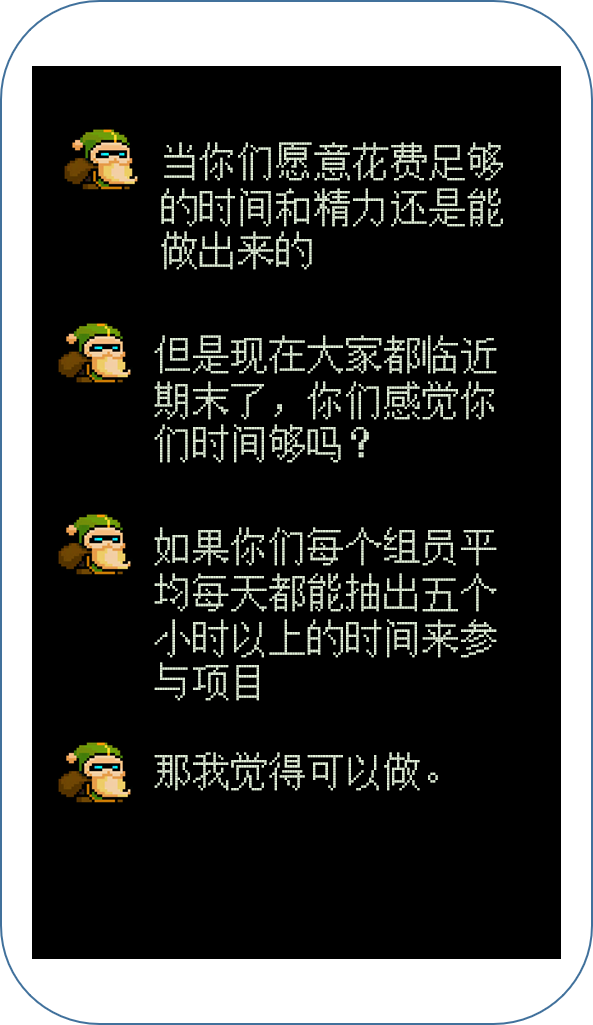 当你们愿意花费足够
的时间和精力还是能
做出来的
但是现在大家都临近
期末了，你们感觉你
们时间够吗？
如果你们每个组员平
均每天都能抽出五个
小时以上的时间来参
与项目
那我觉得可以做。